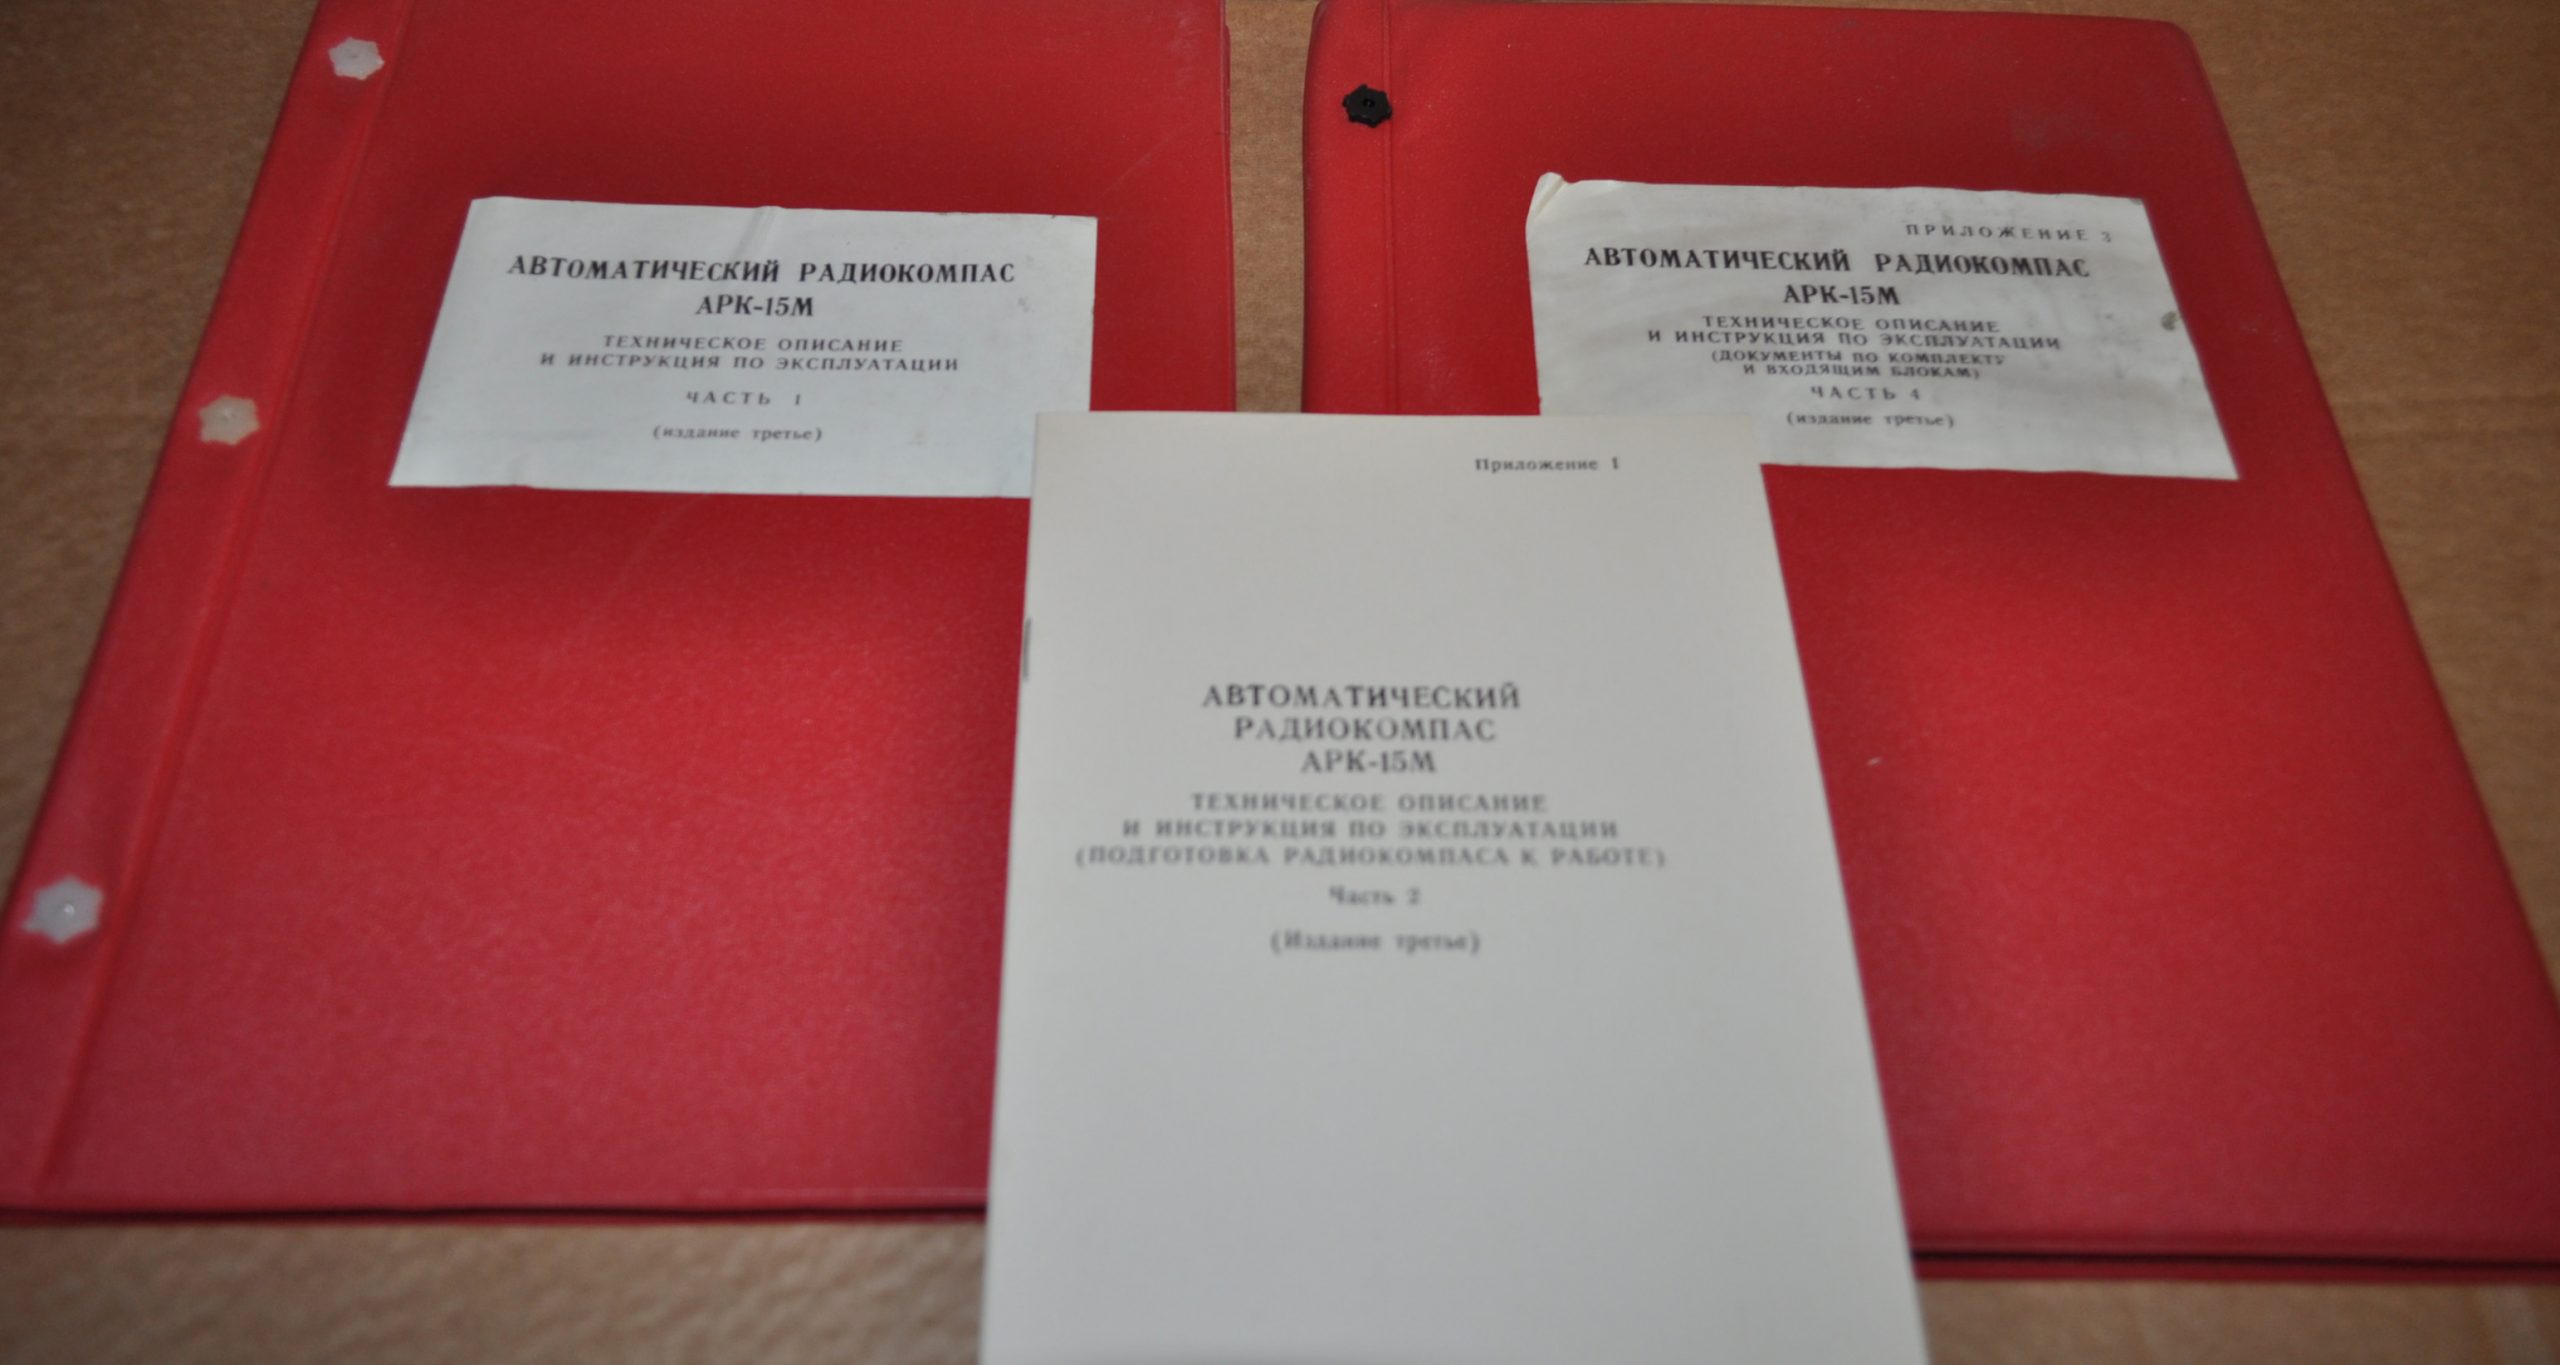 АВТОМАТИЧЕСКИЙ РАДИОКОМПАС
АРК-15М
ТЕХНИЧЕСКОЕ ОПИСАНИЕ
И ИНСТРУКЦИЯ ПО ЭКСПЛУАТАЦИИ
ЧАСТЬ 1
(издание третье)
ПРИЛОЖЕНИЕ 3
АВТОМАТИЧЕСКИЙ РАДИОКОМПАС
АРК-15М
ТЕХНИЧЕСКОЕ ОПИСАНИЕ
И ИНСТРУКЦИЯ ПО ЭКСПЛУАТАЦИИ
(ДОКУМЕНТЫ ПО КОМПЛЕКТУ
И ВХОДЯЩИМ БЛОКАМ)
ЧАСТЬ 4
(издание третье)
Приложение 1
АВТОМАТИЧЕСКИЙ
РАДИОКОМПАС
АРК-15М
ТЕХНИЧЕСКОЕ ОПИСАНИЕ
И ИНСТРУКЦИЯ ПО ЭКСПЛУАТАЦИИ
(ПОДГОТОВКА РАДИОКОМПАСА К РАБОТЕ)
Часть 2
(Издание третье)